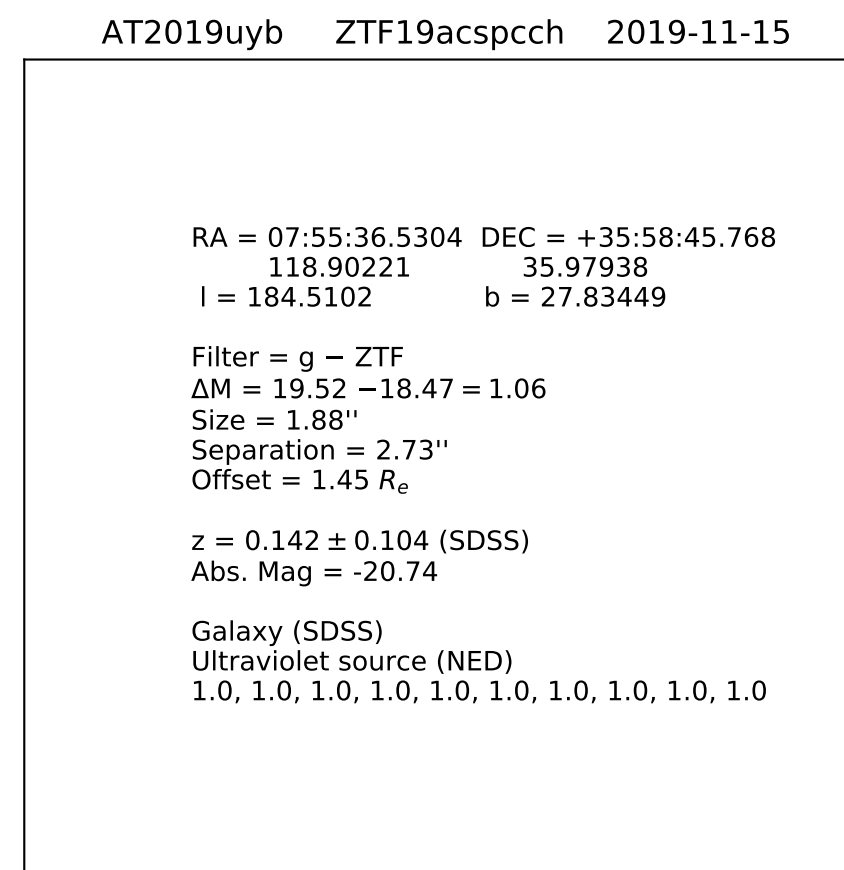 AT2019uyb ZTF19acspcch 2019-11-15
RA = 07:55:36.5304 DEC = +35:58:45.768
118.90221 35.97938
l = 184.5102 b = 27.83449
Filter = g − ZTF
ΔM = 19.52 −18.47 = 1.06
Size = 1.88''
Separation = 2.73''
Offset = 1.45 Re
z = 0.142 ± 0.104 (SDSS)
Abs. Mag = -20.74
Galaxy (SDSS)
Ultraviolet source (NED)
1.0, 1.0, 1.0, 1.0, 1.0, 1.0, 1.0, 1.0, 1.0, 1.0